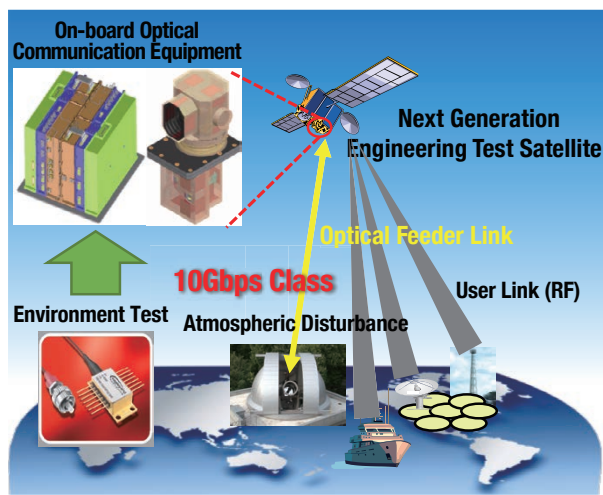 On-board Optical
Communication Equipment
Next Generation
Engineering Test Satellite
Optical Feeder Link
10Gbps Class
User Link (RF)
Environment Test
Atmospheric Disturbance